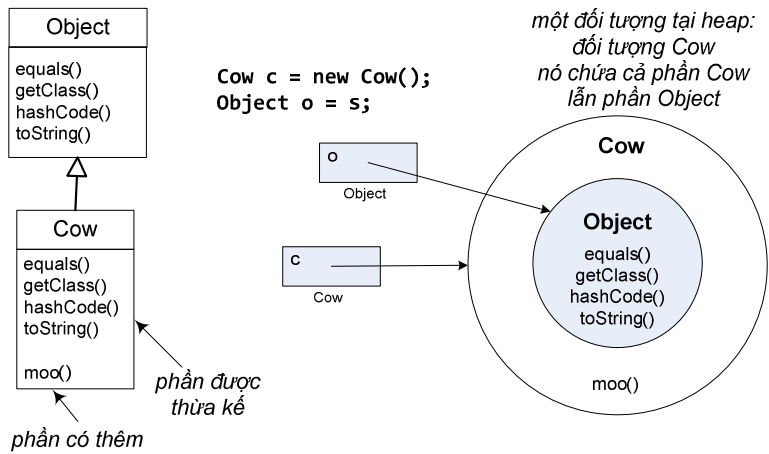 Object
equals()
getClass()
hashCode()
toString()
Cow
equals()
getClass()
hashCode()
toString()
moo()
phần được
thừa kế
phần có thêm
Cow c = new Cow();
Object o = s;
o
Object
c
Cow
một đối tượng tại heap:
đối tượng Cow
nó chứa cả phần Cow
lẫn phần Object
Cow
Object
equals()
getClass()
hashCode()
toString()
moo()